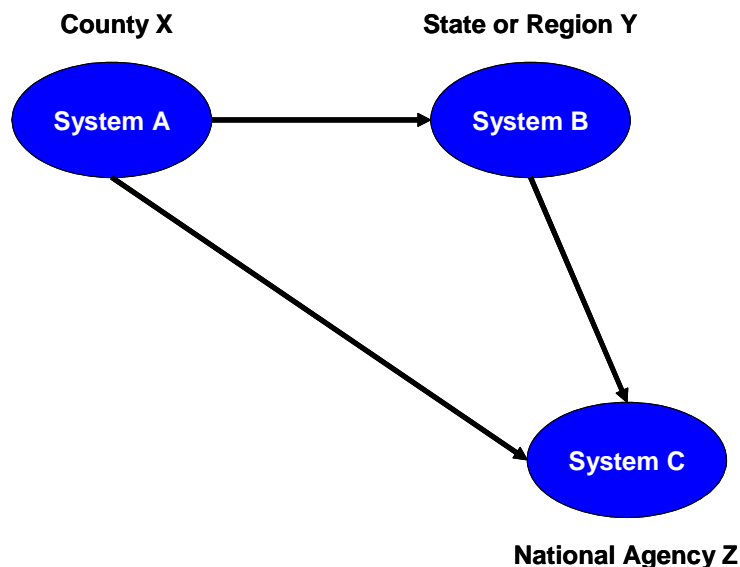 County X
State or Region Y
System A
System B
System C
National Agency Z